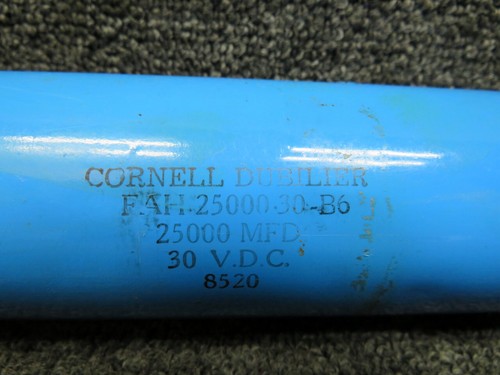 CORNELL DUBILIER
FAH-25000-30-B6
25000 MFD.
30 V.D.C.
8520